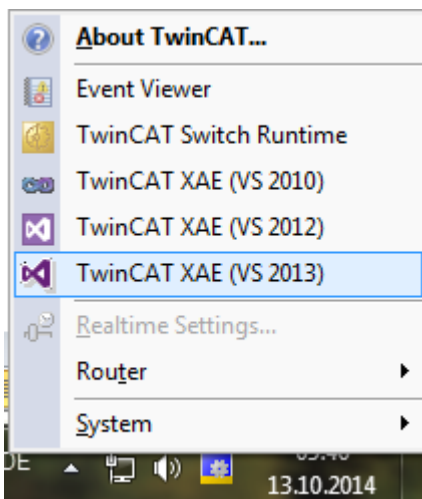 About TwinCAT...
Event Viewer
TwinCAT Switch Runtime
TwinCAT XAE (VS 2010)
TwinCAT XAE (VS 2012)
TwinCAT XAE (VS 2013)
Realtime Settings...
Router
System
DE
13.10.2014